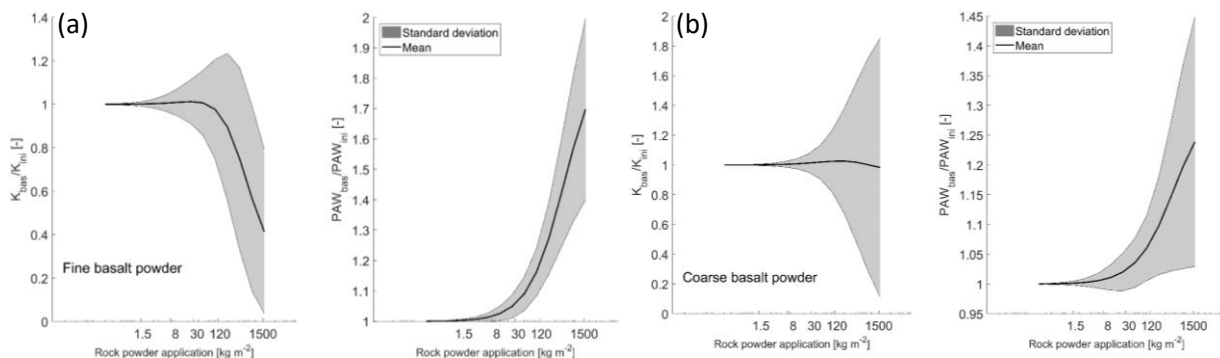 (a)
1.4
1.2
1
0.8
0.6
0.4
0.2
0
K_bas/K_ini [-]
Fine basalt powder
1.5 8 30 120 1500
Rock powder application [kg m⁻²]
2
1.9
1.8
1.7
1.6
1.5
1.4
1.3
1.2
1.1
1
PAW_bas/PAW_ini [-]
Standard deviation
Mean
1.5 8 30 120 1500
Rock powder application [kg m⁻²]
(b)
2
1.8
1.6
1.4
1.2
1
0.8
0.6
0.4
0.2
0
K_bas/K_ini [-]
Coarse basalt powder
1.5 8 30 120 1500
Rock powder application [kg m⁻²]
1.45
1.4
1.35
1.3
1.25
1.2
1.15
1.1
1.05
1
0.95
PAW_bas/PAW_ini [-]
Standard deviation
Mean
1.5 8 30 120 1500
Rock powder application [kg m⁻²]